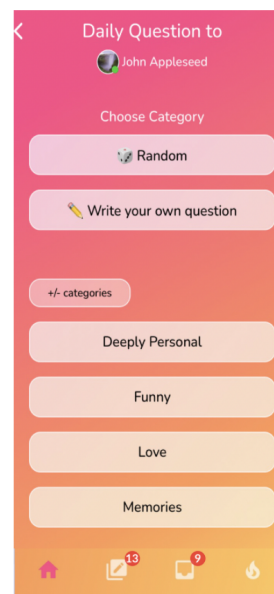 Daily Question to
John Appleseed
Choose Category
🎲 Random
✏️ Write your own question
+/- categories
Deeply Personal
Funny
Love
Memories
13
9